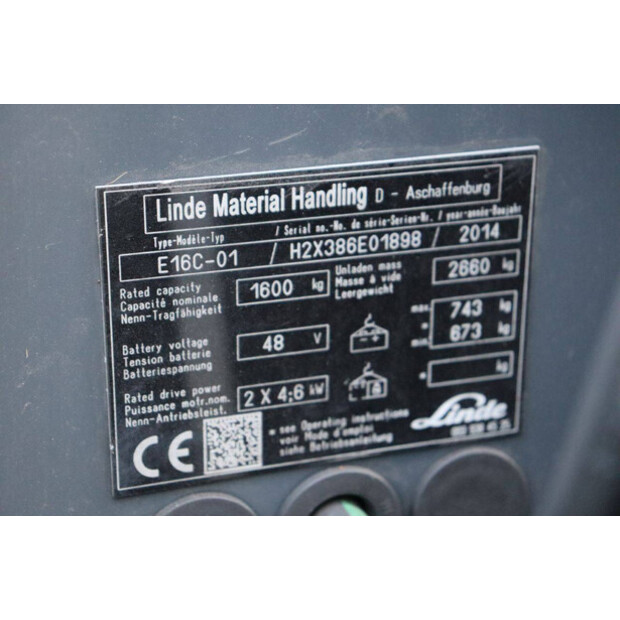 Linde Material Handling D - Aschaffenburg
Type-Modèle-Typ / Serial no.-No. de série-Serien-Nr. / year-année-Baujahr
E16C-01 / H2X386E01898 / 2014
Rated capacity
Capacité nominale
Nenn-Tragfähigkeit
1600 kg
Unladen mass
Masse à vide
Leergewicht
2660 kg
Battery voltage
Tension batterie
Batteriespannung
48 V
- +
max. 743 kg
*
min. 673 kg
Rated drive power
Puissance motr.nom.
Nenn-Antriebsleist.
2 X 4;6 kW
* kg
CE
* see Operating instructions
voir Mode d'emploi
siehe Betriebsanleitung
Linde